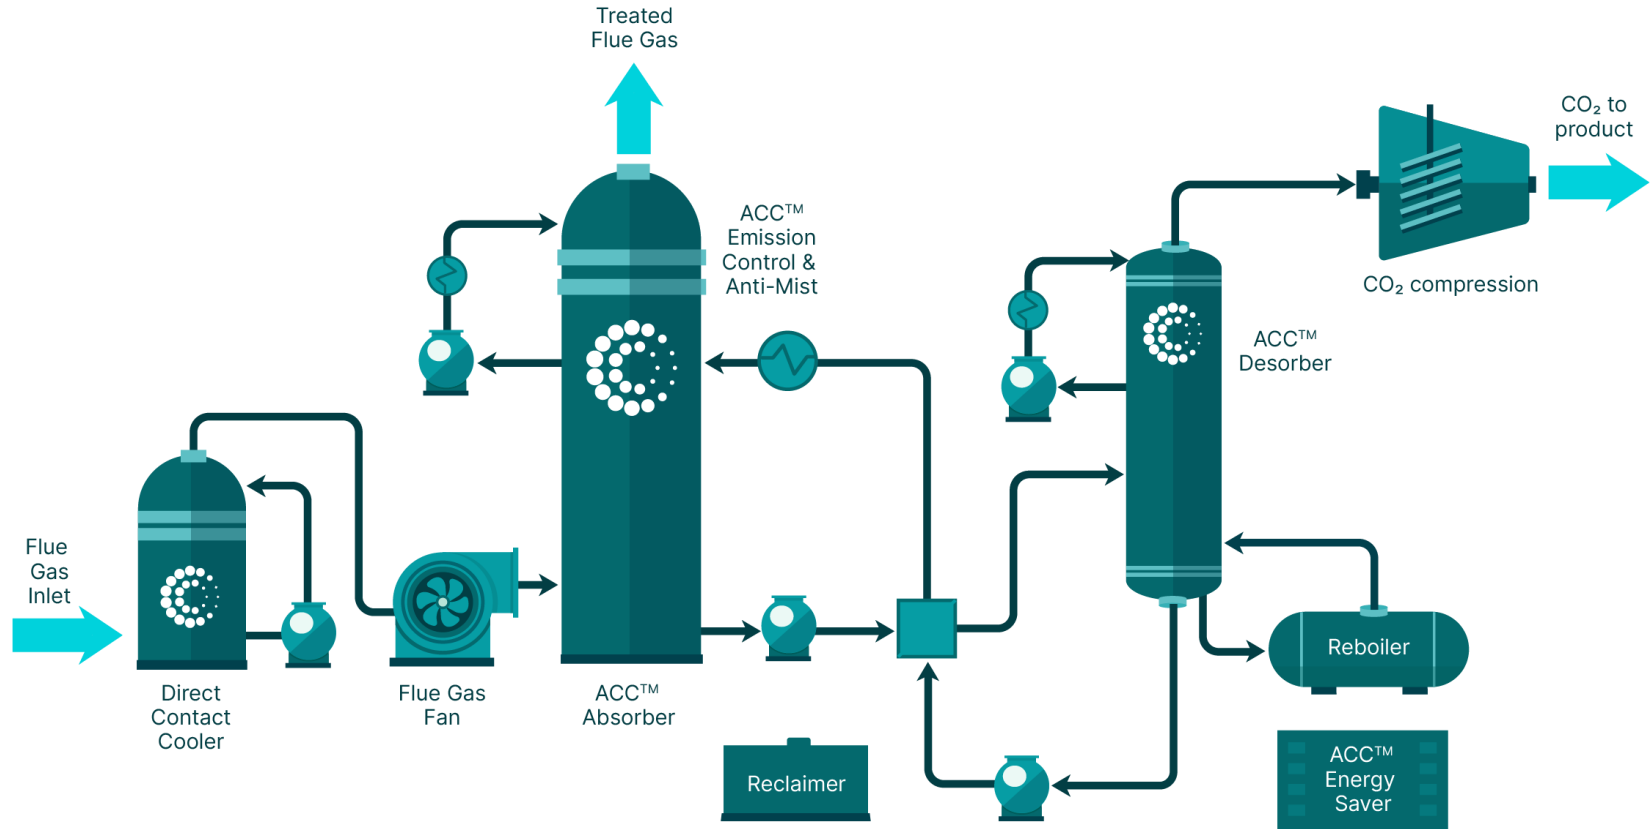 Treated
Flue Gas
CO₂ to
product
ACC™
Emission
Control &
Anti-Mist
CO₂ compression
ACC™
Desorber
Flue
Gas
Inlet
Reboiler
Direct
Contact
Cooler
Flue Gas
Fan
ACC™
Absorber
Reclaimer
ACC™
Energy
Saver